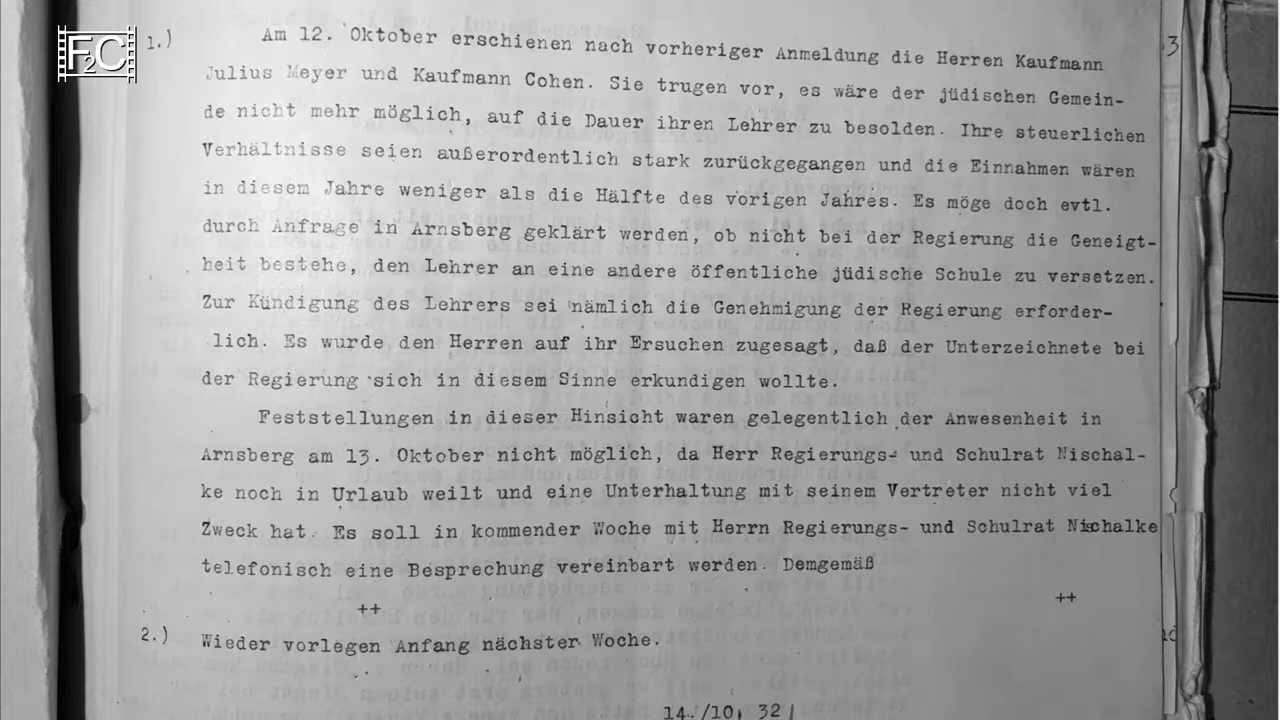 F2C
1.) Am 12. Oktober erschienen nach vorheriger Anmeldung die Herren Kaufmann
Julius Meyer und Kaufmann Cohen. Sie trugen vor, es wäre der jüdischen Gemein-
de nicht mehr möglich, auf die Dauer ihren Lehrer zu besolden. Ihre steuerlichen
Verhältnisse seien außerordentlich stark zurückgegangen und die Einnahmen wären
in diesem Jahre weniger als die Hälfte des vorigen Jahres. Es möge doch evtl.
durch Anfrage in Arnsberg geklärt werden, ob nicht bei der Regierung die Geneigt-
heit bestehe, den Lehrer an eine andere öffentliche jüdische Schule zu versetzen.
Zur Kündigung des Lehrers sei nämlich die Genehmigung der Regierung erforder-
lich. Es wurde den Herren auf ihr Ersuchen zugesagt, daß der Unterzeichnete bei
der Regierung sich in diesem Sinne erkundigen wollte.
Feststellungen in dieser Hinsicht waren gelegentlich der Anwesenheit in
Arnsberg am 13. Oktober nicht möglich, da Herr Regierungs- und Schulrat Nischal-
ke noch in Urlaub weilt und eine Unterhaltung mit seinem Vertreter nicht viel
Zweck hat. Es soll in kommender Woche mit Herrn Regierungs- und Schulrat Nischalke
telefonisch eine Besprechung vereinbart werden. Demgemäß
++ ++
2.) Wieder vorlegen Anfang nächster Woche.
14./10. 32